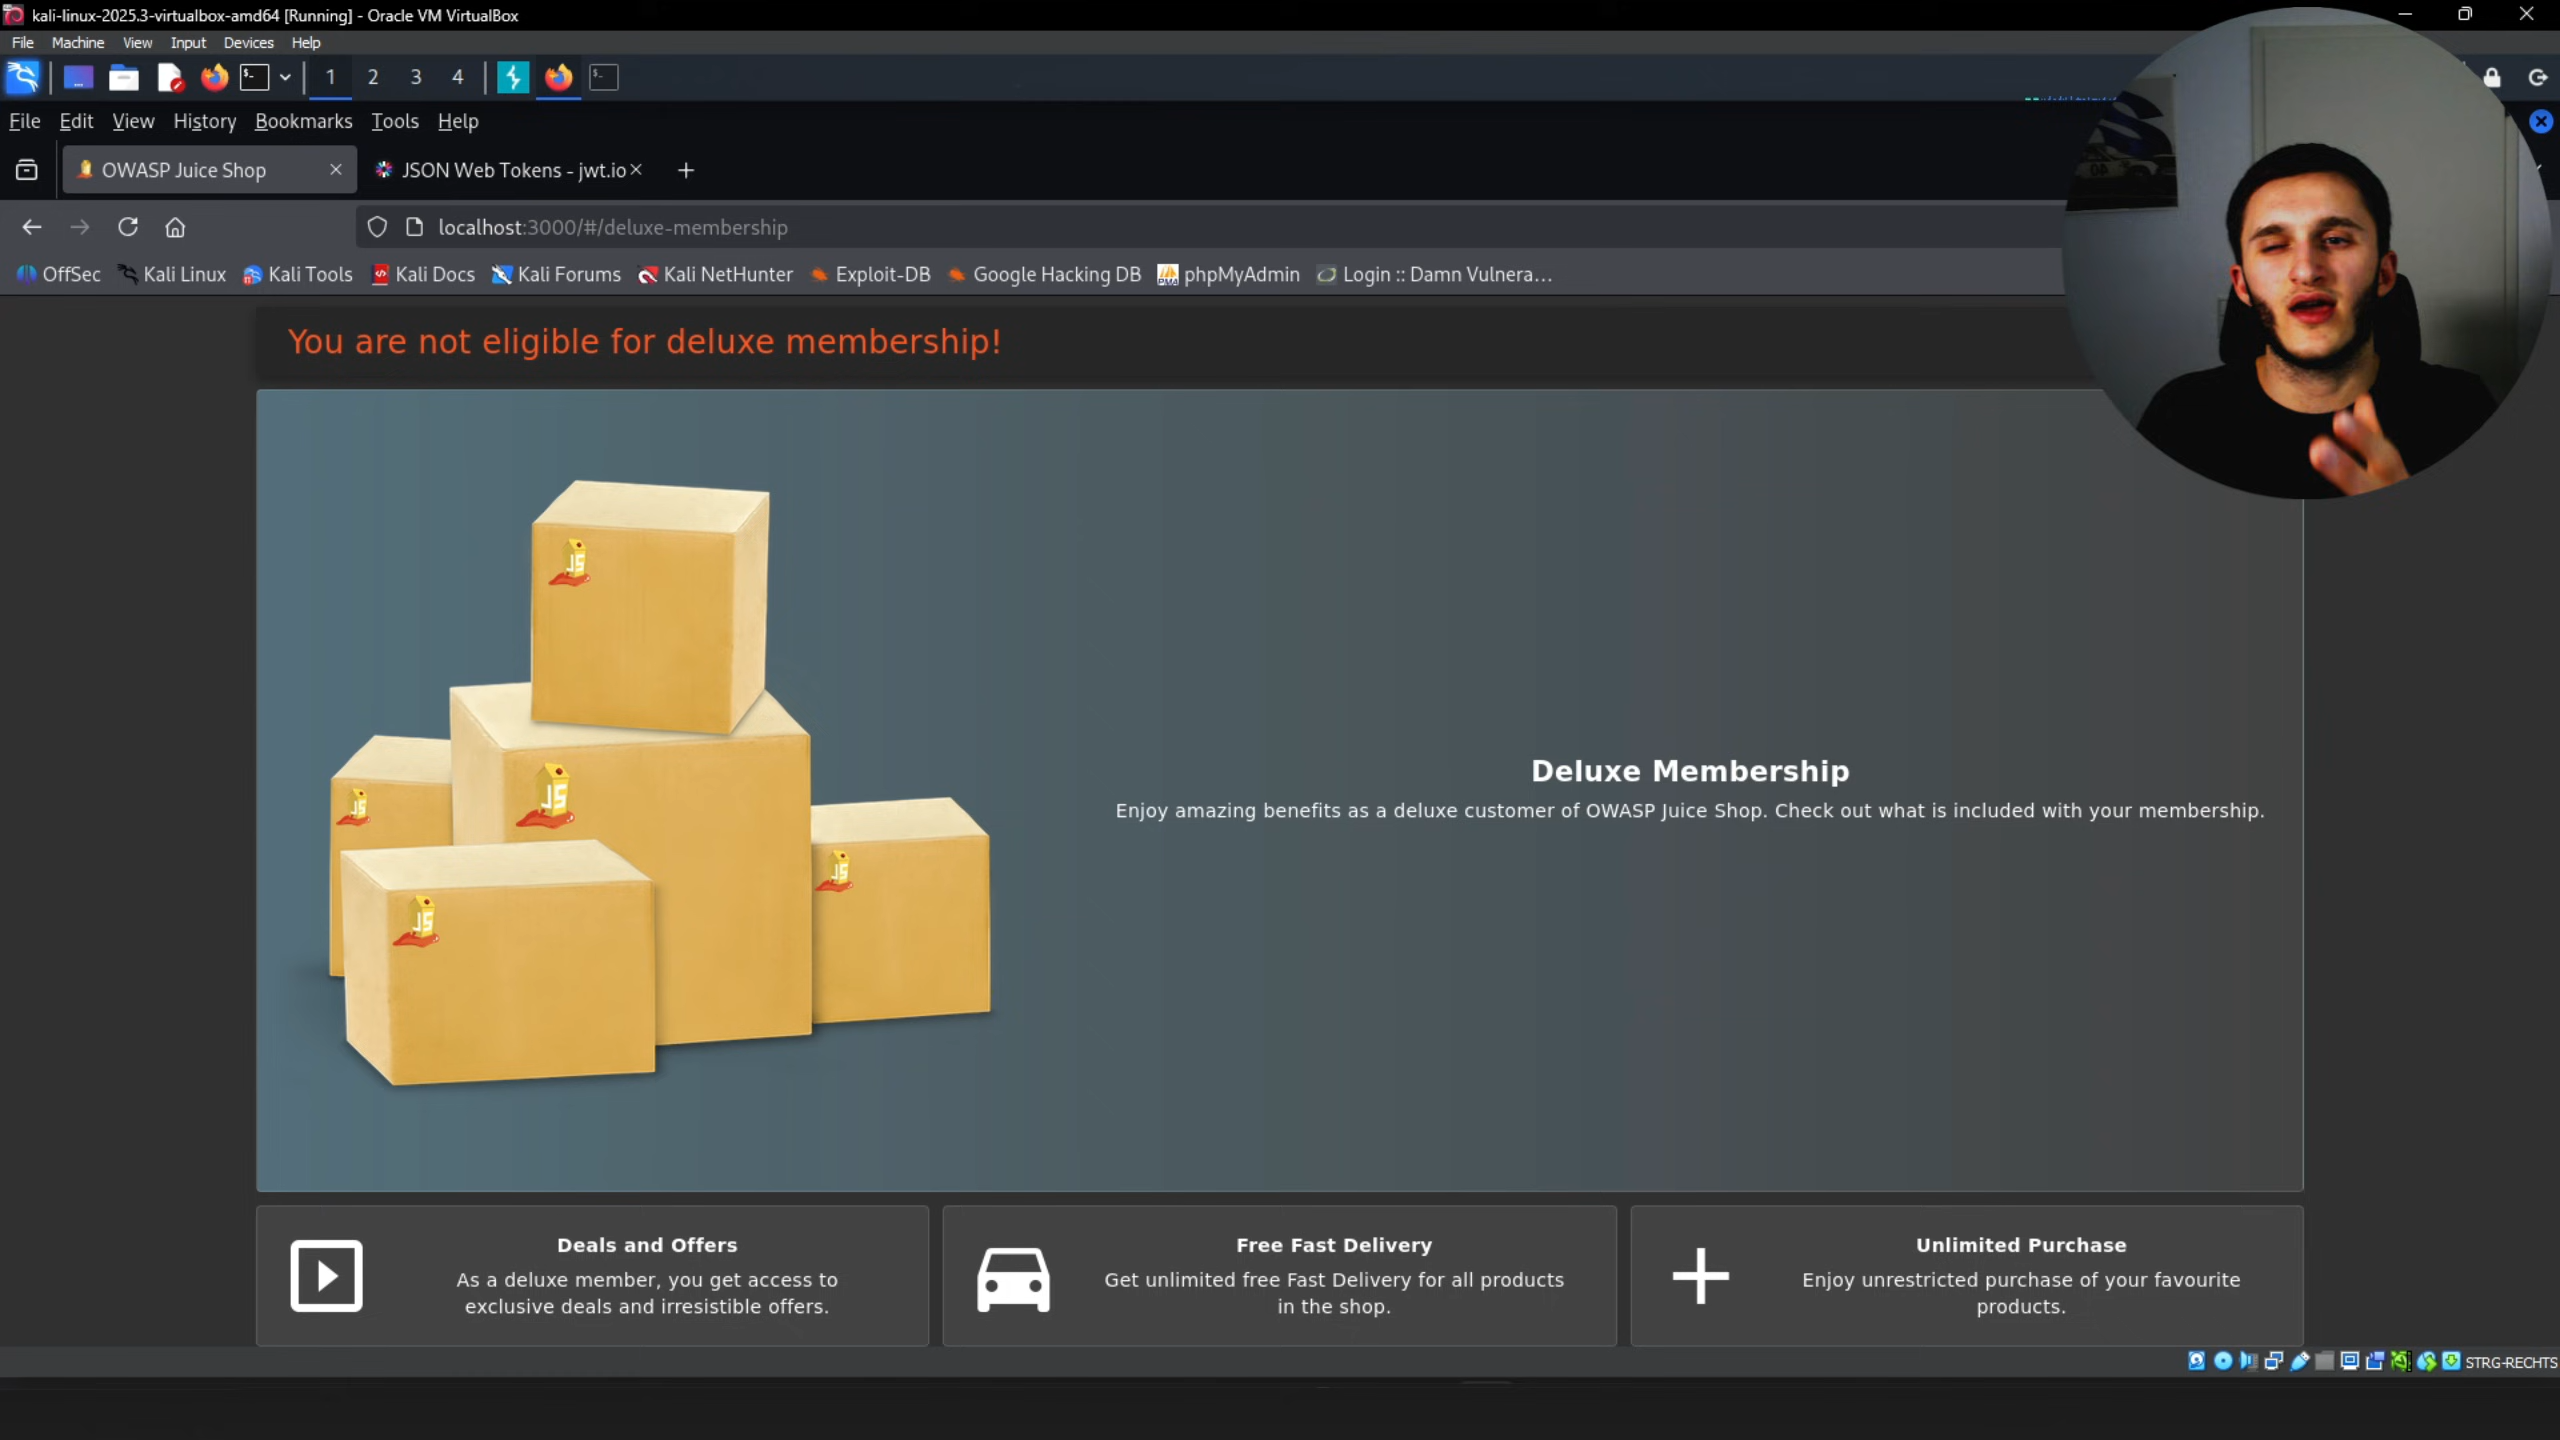 kali-linux-2025.3-virtualbox-amd64 [Running] - Oracle VM VirtualBox
File Machine View Input Devices Help
1 2 3 4
File Edit View History Bookmarks Tools Help
OWASP Juice Shop
JSON Web Tokens - jwt.io
localhost:3000/#/deluxe-membership
OffSec Kali Linux Kali Tools Kali Docs Kali Forums Kali NetHunter Exploit-DB Google Hacking DB phpMyAdmin Login :: Damn Vulnera…
You are not eligible for deluxe membership!
JS
JS
JS
JS
JS
Deluxe Membership
Enjoy amazing benefits as a deluxe customer of OWASP Juice Shop. Check out what is included with your membership.
Deals and Offers
As a deluxe member, you get access to
exclusive deals and irresistible offers.
Free Fast Delivery
Get unlimited free Fast Delivery for all products
in the shop.
Unlimited Purchase
Enjoy unrestricted purchase of your favourite
products.
STRG-RECHTS